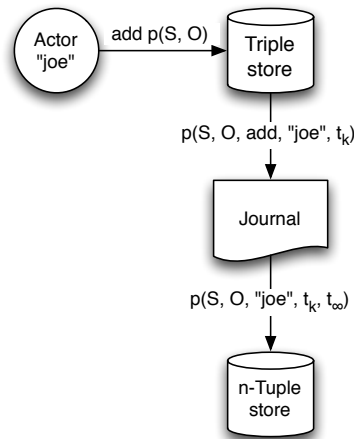 Actor
"joe"
add p(S, O)
Triple
store
p(S, O, add, "joe", tₖ)
Journal
p(S, O, "joe", tₖ, t∞)
n-Tuple
store